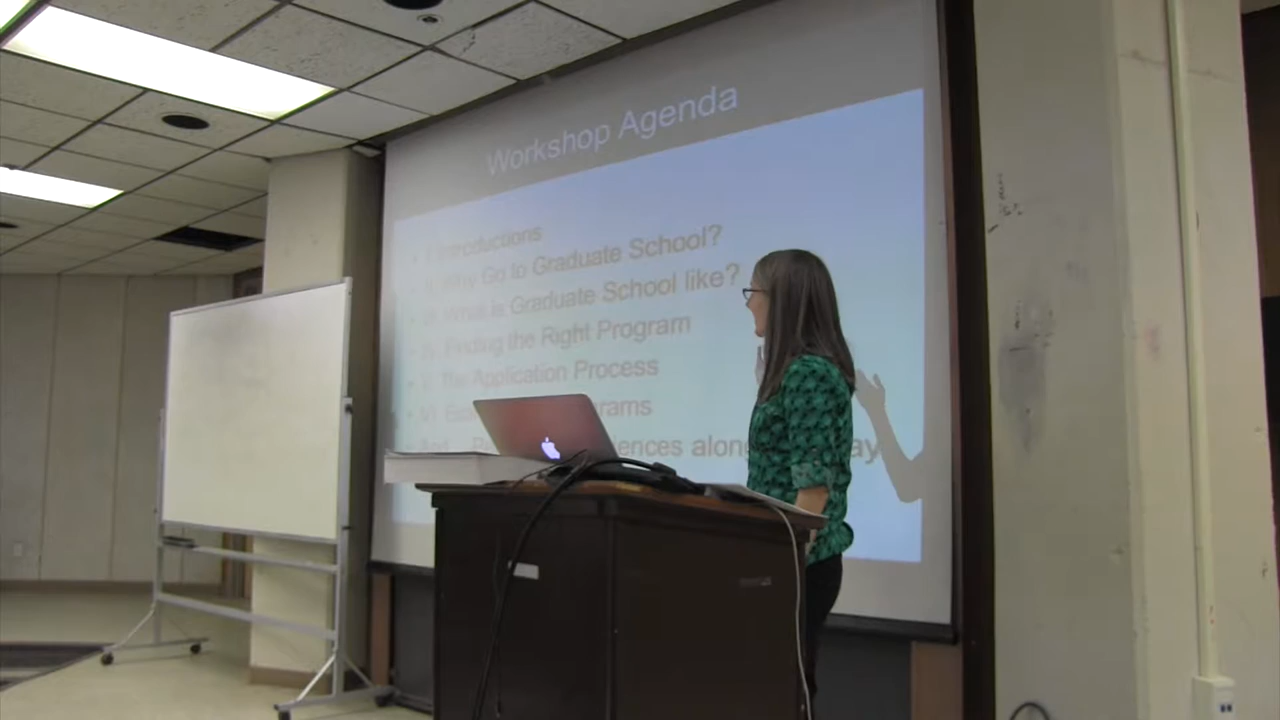 Workshop Agenda
Introductions
Why Go to Graduate School?
What is Graduate School like?
Finding the Right Program
The Application Process
VI
ences along